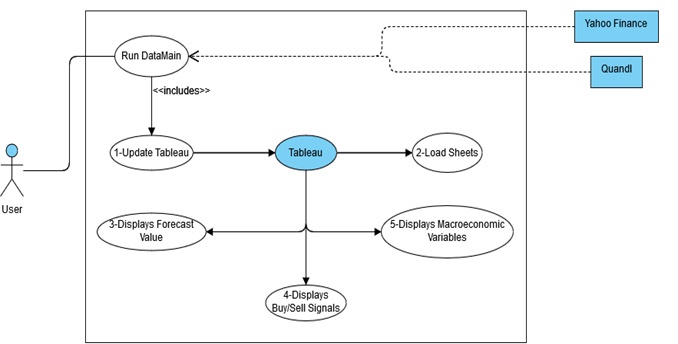 Yahoo Finance
Run DataMain
Quandl
<<includes>>
1-Update Tableau
Tableau
2-Load Sheets
User
3-Displays Forecast
Value
5-Displays Macroeconomic
Variables
4-Displays
Buy/Sell Signals